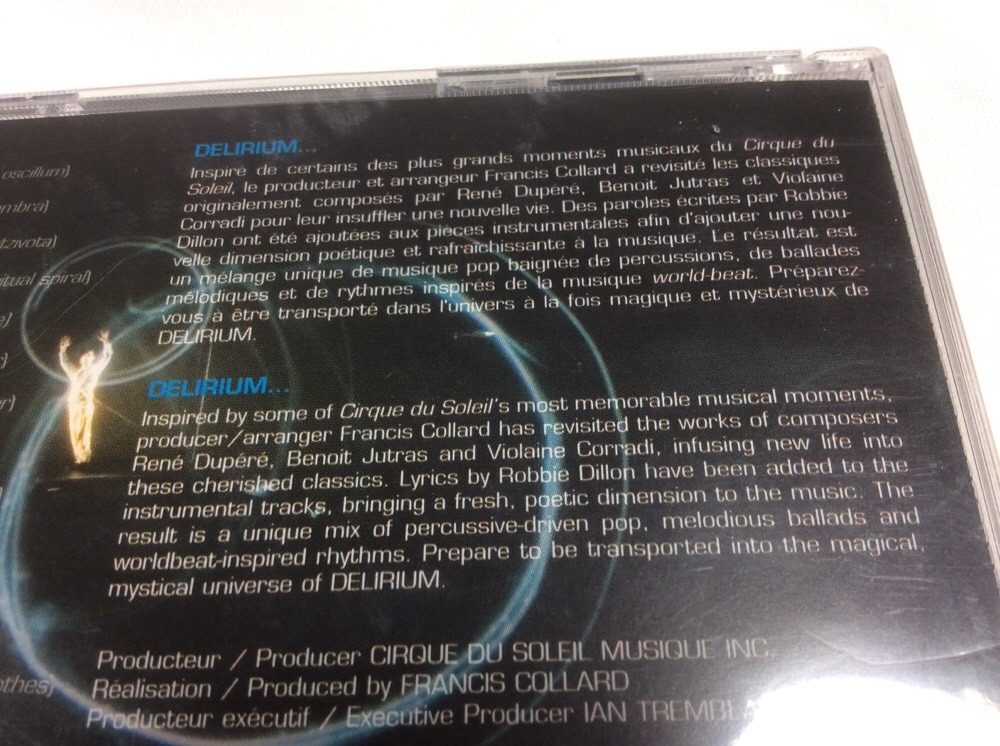 oscillum)
DELIRIUM...
Inspiré de certains des plus grands moments musicaux du Cirque du
Soleil, le producteur et arrangeur Francis Collard a revisité les classiques
originalement composés par René Dupéré, Benoit Jutras et Violaine
Corradi pour leur insuffler une nouvelle vie. Des paroles écrites par Robbie
Dillon ont été ajoutées aux pièces instrumentales afin d'ajouter une nou-
velle dimension poétique et rafraîchissante à la musique. Le résultat est
un mélange unique de musique pop baignée de percussions, de ballades
mélodiques et de rythmes inspirés de la musique world-beat. Préparez-
vous à être transporté dans l'univers à la fois magique et mystérieux de
DELIRIUM.
spiral)
DELIRIUM...
Inspired by some of Cirque du Soleil's most memorable musical moments,
producer/arranger Francis Collard has revisited the works of composers
René Dupéré, Benoit Jutras and Violaine Corradi, infusing new life into
these cherished classics. Lyrics by Robbie Dillon have been added to the
instrumental tracks, bringing a fresh, poetic dimension to the music. The
result is a unique mix of percussive-driven pop, melodious ballads and
worldbeat-inspired rhythms. Prepare to be transported into the magical,
mystical universe of DELIRIUM.
Producteur / Producer CIRQUE DU SOLEIL MUSIQUE INC.
Réalisation / Produced by FRANCIS COLLARD
Producteur exécutif / Executive Producer IAN